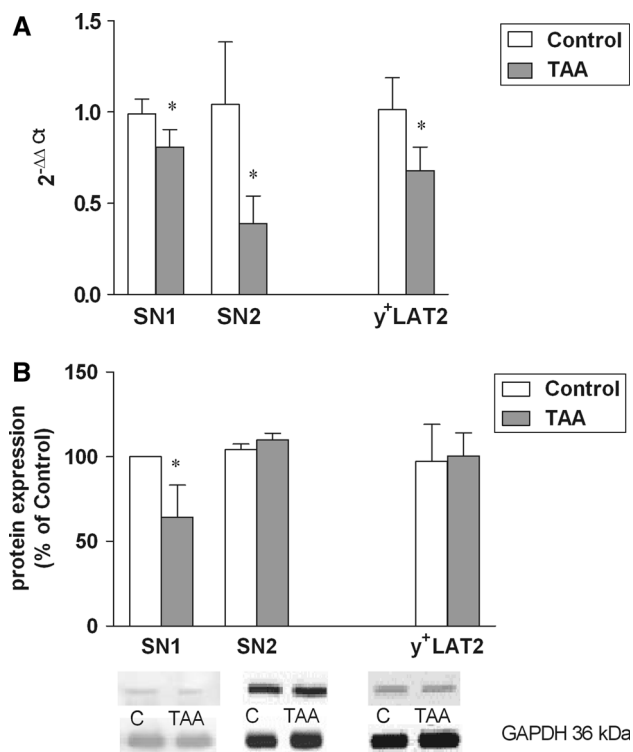 A
1.5
1.0
0.5
0.0
2^-ΔΔ Ct
*
*
*
SN1 SN2 y+LAT2
Control
TAA
B
150
100
50
0
protein expression
(% of Control)
*
SN1 SN2 y+LAT2
Control
TAA
C TAA C TAA C TAA
GAPDH 36 kDa